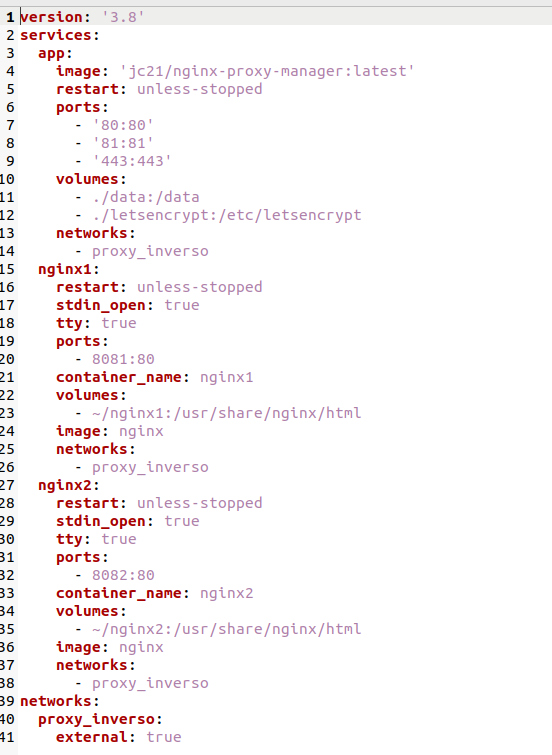 1 version: '3.8'
2 services:
3   app:
4     image: 'jc21/nginx-proxy-manager:latest'
5     restart: unless-stopped
6     ports:
7       - '80:80'
8       - '81:81'
9       - '443:443'
10     volumes:
11       - ./data:/data
12       - ./letsencrypt:/etc/letsencrypt
13     networks:
14       - proxy_inverso
15   nginx1:
16     restart: unless-stopped
17     stdin_open: true
18     tty: true
19     ports:
20       - 8081:80
21     container_name: nginx1
22     volumes:
23       - ~/nginx1:/usr/share/nginx/html
24     image: nginx
25     networks:
26       - proxy_inverso
27   nginx2:
28     restart: unless-stopped
29     stdin_open: true
30     tty: true
31     ports:
32       - 8082:80
33     container_name: nginx2
34     volumes:
35       - ~/nginx2:/usr/share/nginx/html
36     image: nginx
37     networks:
38       - proxy_inverso
39 networks:
40   proxy_inverso:
41     external: true